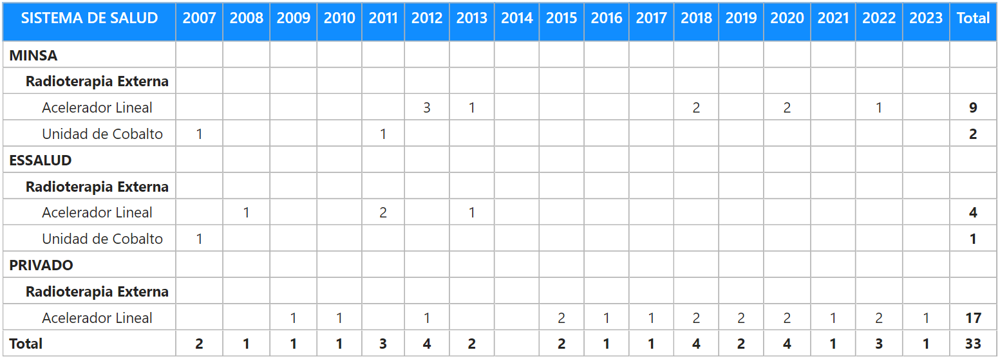 SISTEMA DE SALUD 2007 2008 2009 2010 2011 2012 2013 2014 2015 2016 2017 2018 2019 2020 2021 2022 2023 Total
MINSA
Radioterapia Externa
Acelerador Lineal 3 1 2 2 1 9
Unidad de Cobalto 1 1 2
ESSALUD
Radioterapia Externa
Acelerador Lineal 1 2 1 4
Unidad de Cobalto 1 1
PRIVADO
Radioterapia Externa
Acelerador Lineal 1 1 1 2 1 1 2 2 2 1 2 1 17
Total 2 1 1 1 3 4 2 2 1 1 4 2 4 1 3 1 33